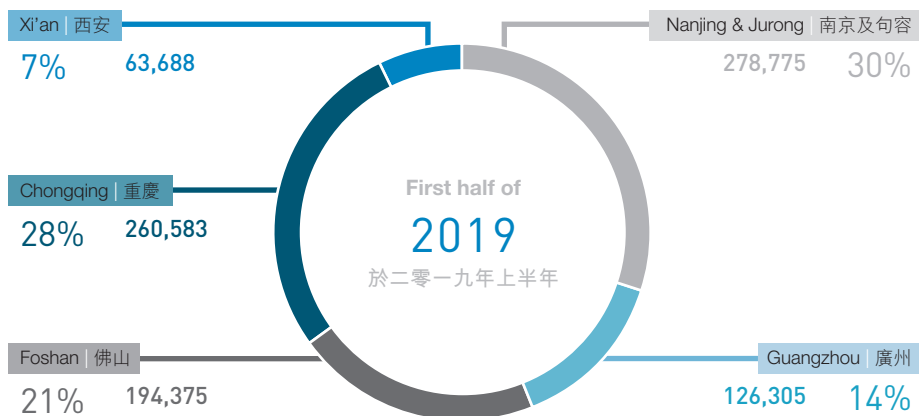 Xi'an | 西安
7% 63,688
Nanjing & Jurong | 南京及句容
278,775 30%
Chongqing | 重慶
28% 260,583
First half of
2019
於二零一九年上半年
Foshan | 佛山
21% 194,375
Guangzhou | 廣州
126,305 14%